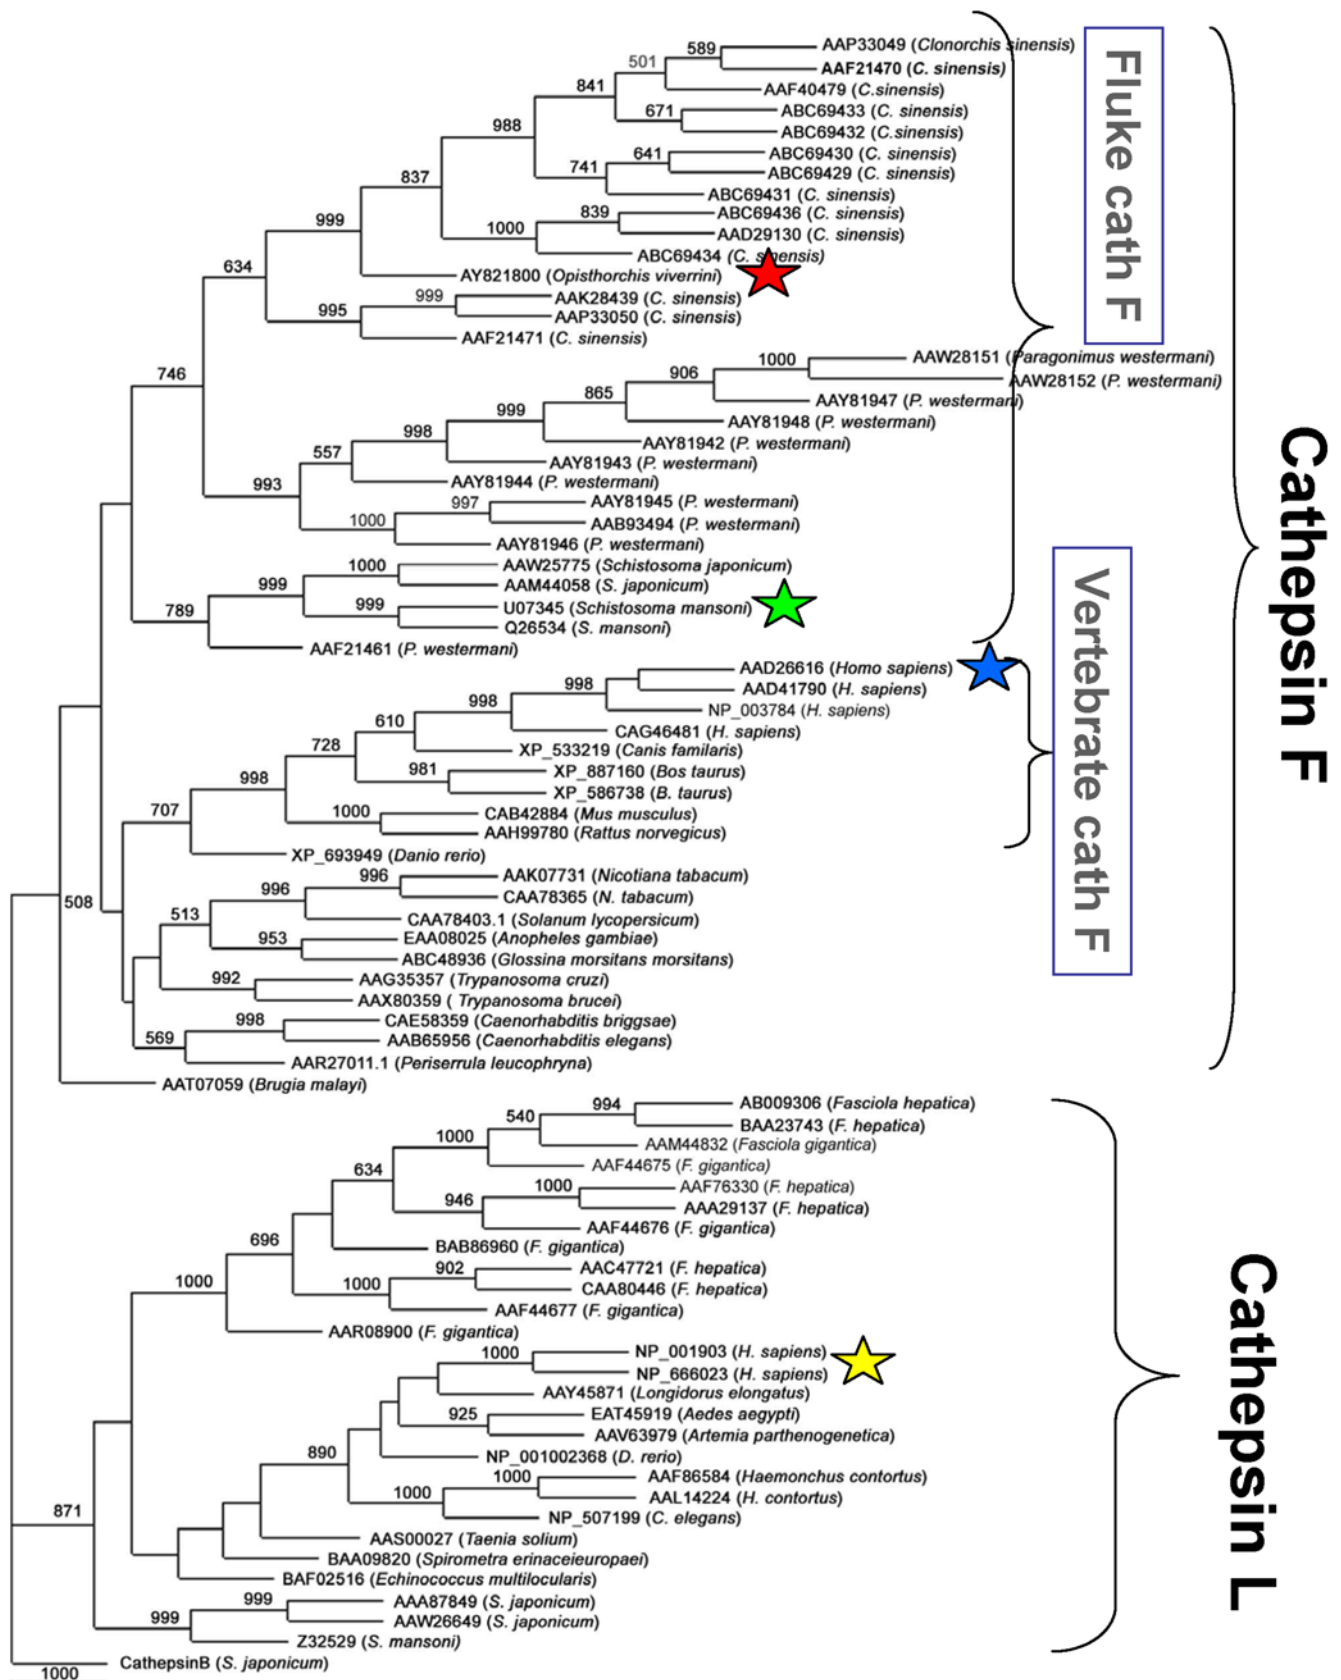 589
AAP33049 (Clonorchis sinensis)
501
AAF21470 (C. sinensis)
841
AAF40479 (C.sinensis)
671
ABC69433 (C. sinensis)
988
ABC69432 (C.sinensis)
641
ABC69430 (C. sinensis)
741
ABC69429 (C. sinensis)
837
ABC69431 (C. sinensis)
839
ABC69436 (C. sinensis)
1000
AAD29130 (C. sinensis)
999
ABC69434 (C. sinensis)
634
AY821800 (Opisthorchis viverrini)
999
AAK28439 (C. sinensis)
995
AAP33050 (C. sinensis)
AAF21471 (C. sinensis)
1000
AAW28151 (Paragonimus westermani)
746
906
AAW28152 (P. westermani)
865
AAY81947 (P. westermani)
999
AAY81948 (P. westermani)
998
AAY81942 (P. westermani)
557
AAY81943 (P. westermani)
993
AAY81944 (P. westermani)
997
AAY81945 (P. westermani)
1000
AAB93494 (P. westermani)
AAY81946 (P. westermani)
1000
AAW25775 (Schistosoma japonicum)
999
AAM44058 (S. japonicum)
999
U07345 (Schistosoma mansoni)
789
Q26534 (S. mansoni)
AAF21461 (P. westermani)
Fluke cath F
AAD26616 (Homo sapiens)
998
AAD41790 (H. sapiens)
998
NP_003784 (H. sapiens)
610
CAG46481 (H. sapiens)
728
XP_533219 (Canis familaris)
981
XP_887160 (Bos taurus)
998
XP_586738 (B. taurus)
1000
CAB42884 (Mus musculus)
707
AAH99780 (Rattus norvegicus)
XP_693949 (Danio rerio)
Vertebrate cath F
996
AAK07731 (Nicotiana tabacum)
508
996
CAA78365 (N. tabacum)
513
CAA78403.1 (Solanum lycopersicum)
953
EAA08025 (Anopheles gambiae)
ABC48936 (Glossina morsitans morsitans)
992
AAG35357 (Trypanosoma cruzi)
AAX80359 ( Trypanosoma brucei)
998
CAE58359 (Caenorhabditis briggsae)
569
AAB65956 (Caenorhabditis elegans)
AAR27011.1 (Periserrula leucophryna)
AAT07059 (Brugia malayi)
Cathepsin F
994
AB009306 (Fasciola hepatica)
540
BAA23743 (F. hepatica)
1000
AAM44832 (Fasciola gigantica)
634
AAF44675 (F. gigantica)
1000
AAF76330 (F. hepatica)
946
AAA29137 (F. hepatica)
AAF44676 (F. gigantica)
696
BAB86960 (F. gigantica)
902
AAC47721 (F. hepatica)
1000
1000
CAA80446 (F. hepatica)
AAF44677 (F. gigantica)
AAR08900 (F. gigantica)
1000
NP_001903 (H. sapiens)
NP_666023 (H. sapiens)
AAY45871 (Longidorus elongatus)
925
EAT45919 (Aedes aegypti)
AAV63979 (Artemia parthenogenetica)
890
NP_001002368 (D. rerio)
1000
AAF86584 (Haemonchus contortus)
1000
AAL14224 (H. contortus)
871
NP_507199 (C. elegans)
AAS00027 (Taenia solium)
BAA09820 (Spirometra erinaceieuropaei)
BAF02516 (Echinococcus multilocularis)
999
AAA87849 (S. japonicum)
999
AAW26649 (S. japonicum)
Z32529 (S. mansoni)
CathepsinB (S. japonicum)
1000
Cathepsin L